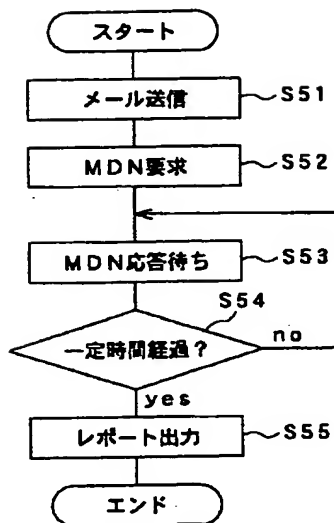 スタート
メール送信 S51
MDN要求 S52
MDN応答待ち S53
S54
一定時間経過? no
yes
レポート出力 S55
エンド